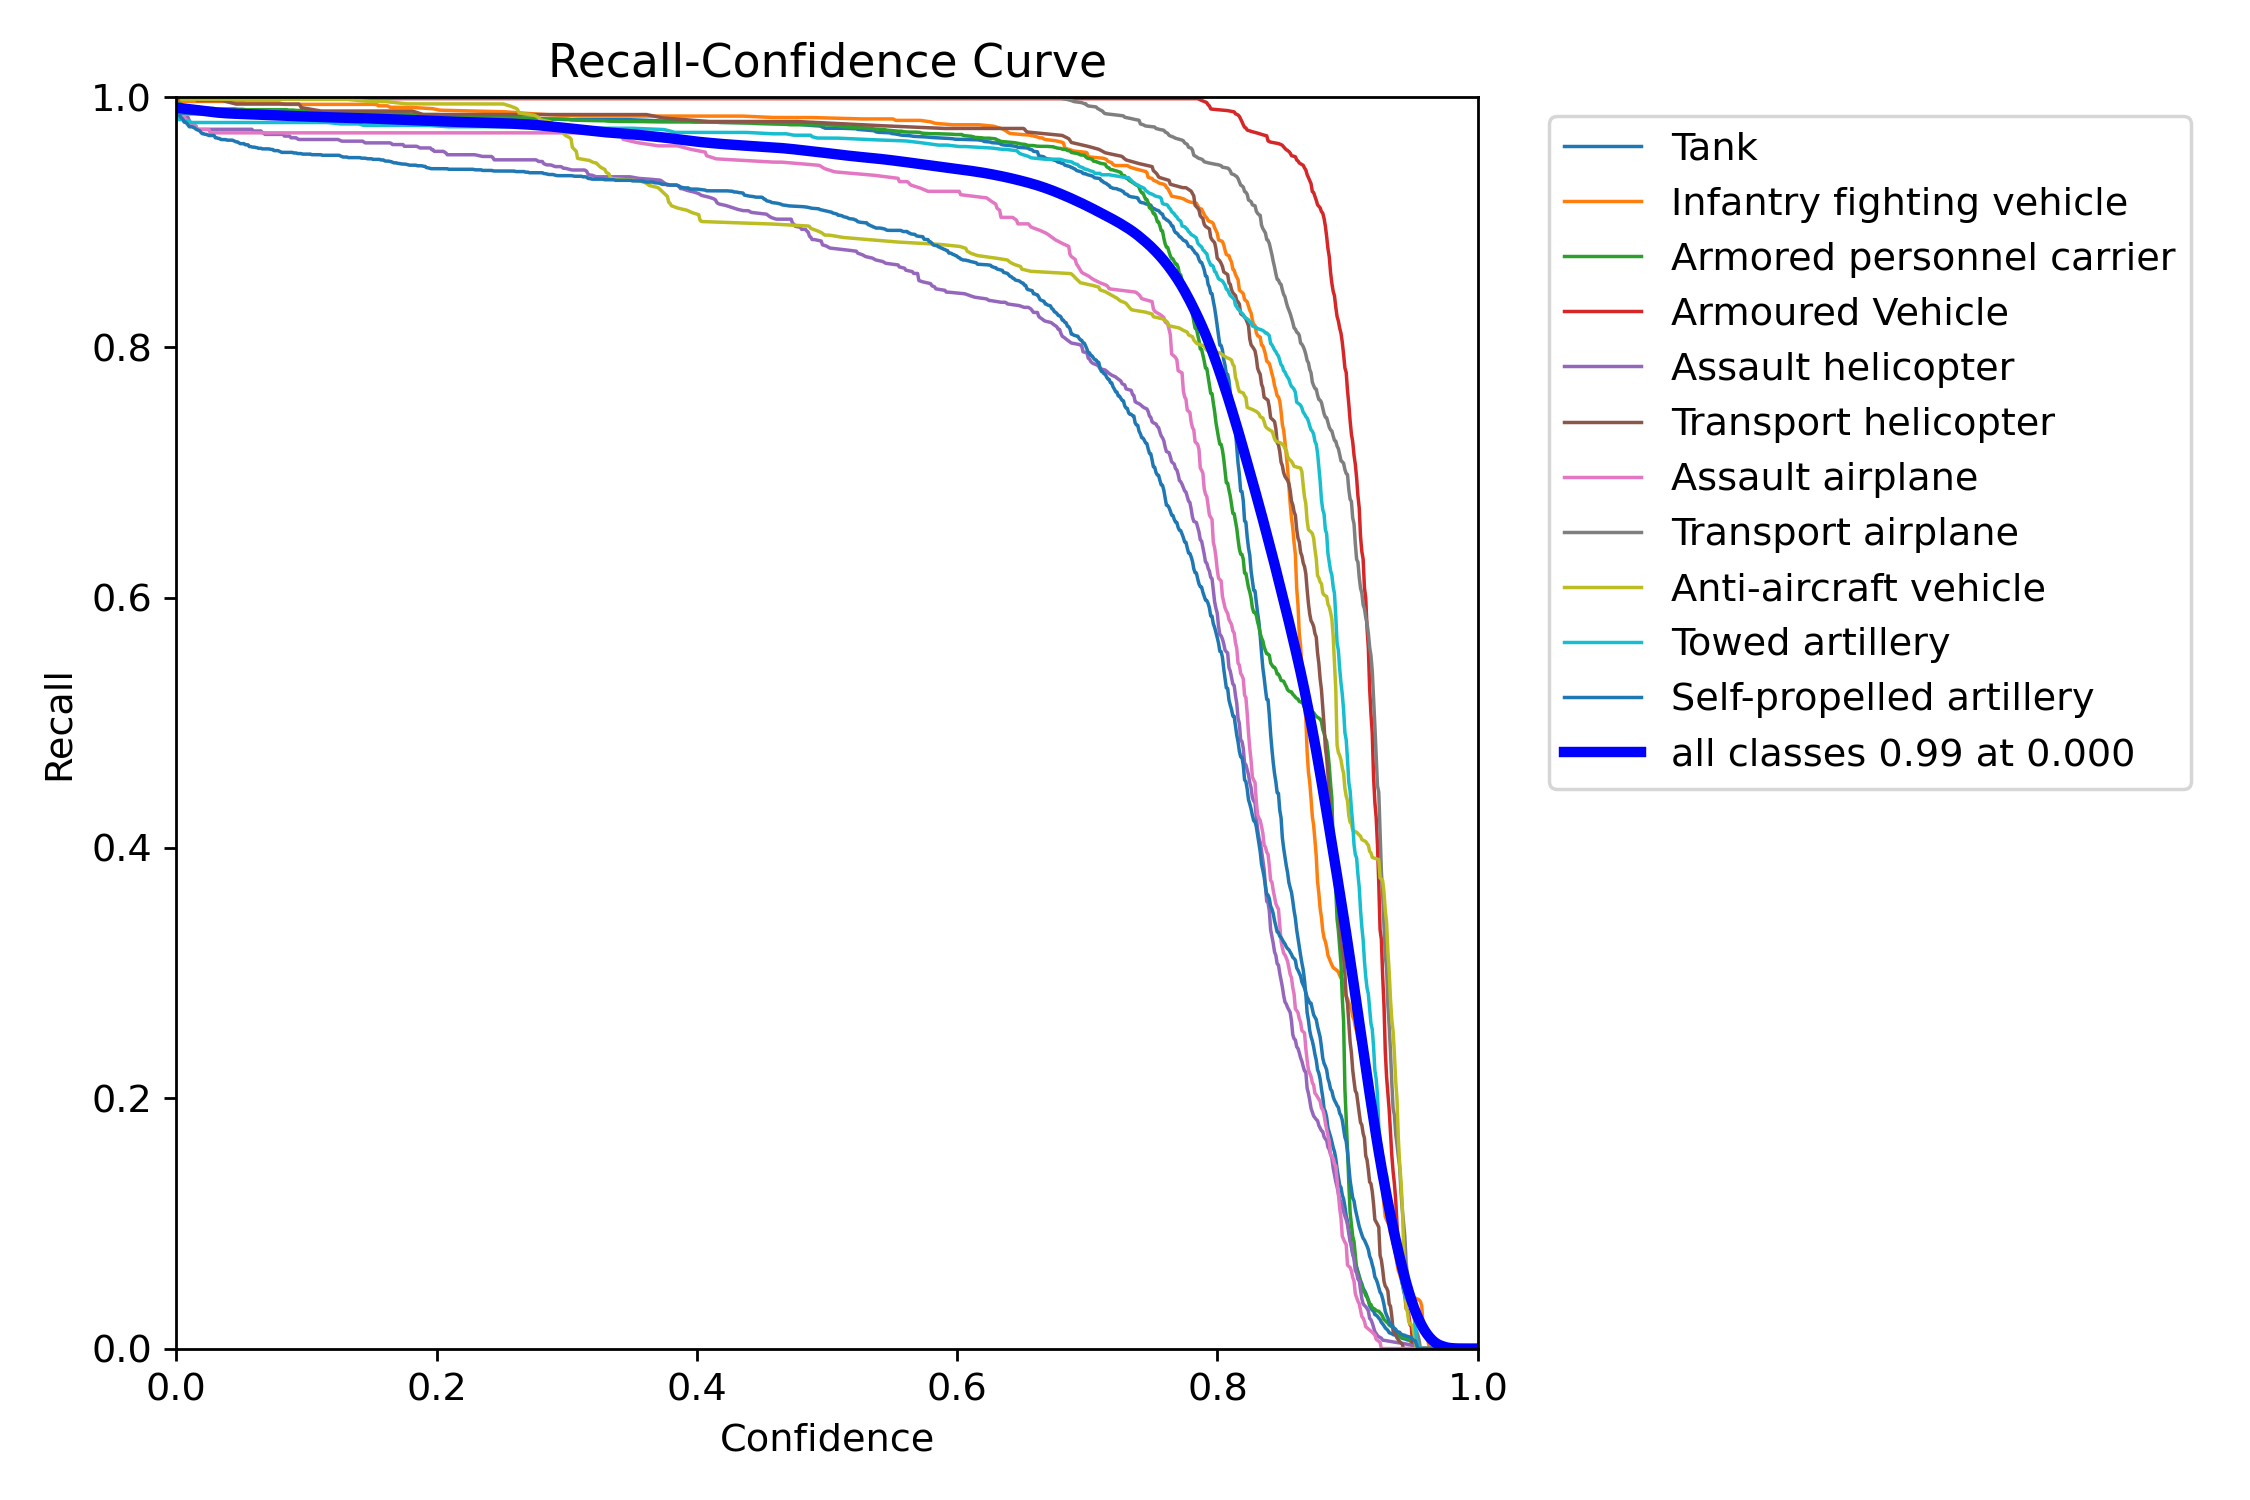 Recall-Confidence Curve
1.0
0.8
0.6
0.4
0.2
0.0
Recall
0.0 0.2 0.4 0.6 0.8 1.0
Confidence
Tank
Infantry fighting vehicle
Armored personnel carrier
Armoured Vehicle
Assault helicopter
Transport helicopter
Assault airplane
Transport airplane
Anti-aircraft vehicle
Towed artillery
Self-propelled artillery
all classes 0.99 at 0.000